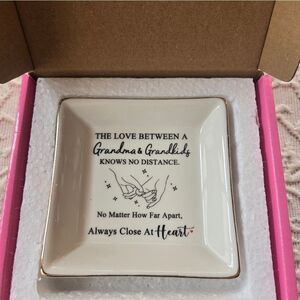 THE LOVE BETWEEN A
Grandma & Grandkids
KNOWS NO DISTANCE.
No Matter How Far Apart,
Always Close At Heart